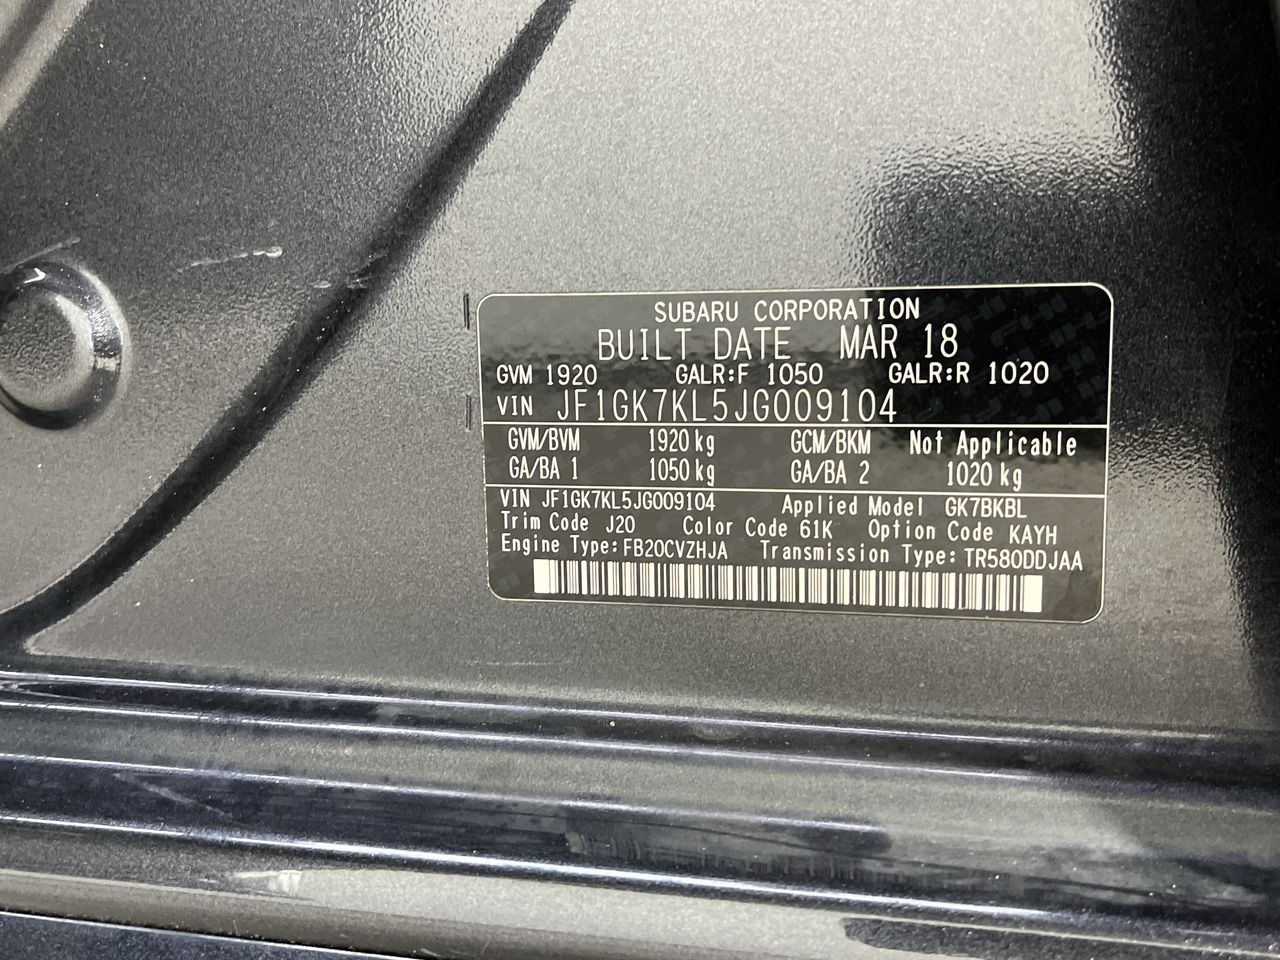 SUBARU CORPORATION
BUILT DATE MAR 18
GVM 1920 GALR:F 1050 GALR:R 1020
VIN JF1GK7KL5JG009104
GVM/BVM 1920 kg GCM/BKM Not Applicable
GA/BA 1 1050 kg GA/BA 2 1020 kg
VIN JF1GK7KL5JG009104 Applied Model GK7BKBL
Trim Code J20 Color Code 61K Option Code KAYH
Engine Type:FB20CVZHJA Transmission Type:TR580DDJAA